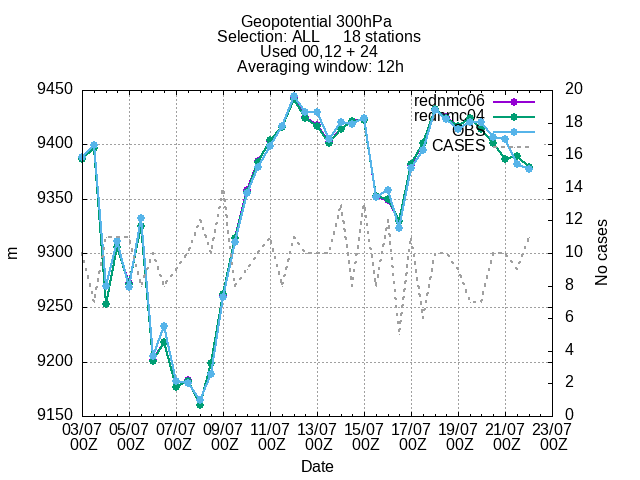 Geopotential 300hPa
Selection: ALL 18 stations
Used 00,12 + 24
Averaging window: 12h
9450
9400
9350
9300
9250
9200
9150
m
20
18
16
14
12
10
8
6
4
2
0
No cases
rednmc06
rednmc04
OBS
CASES
03/07 05/07 07/07 09/07 11/07 13/07 15/07 17/07 19/07 21/07 23/07
00Z 00Z 00Z 00Z 00Z 00Z 00Z 00Z 00Z 00Z 00Z
Date